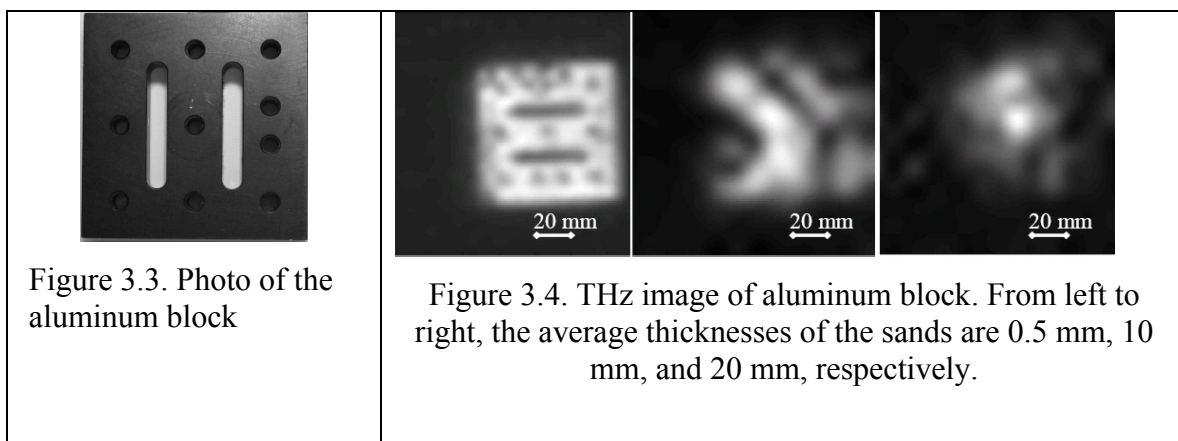 Figure 3.3. Photo of the
aluminum block
20 mm
20 mm
20 mm
Figure 3.4. THz image of aluminum block. From left to
right, the average thicknesses of the sands are 0.5 mm, 10
mm, and 20 mm, respectively.